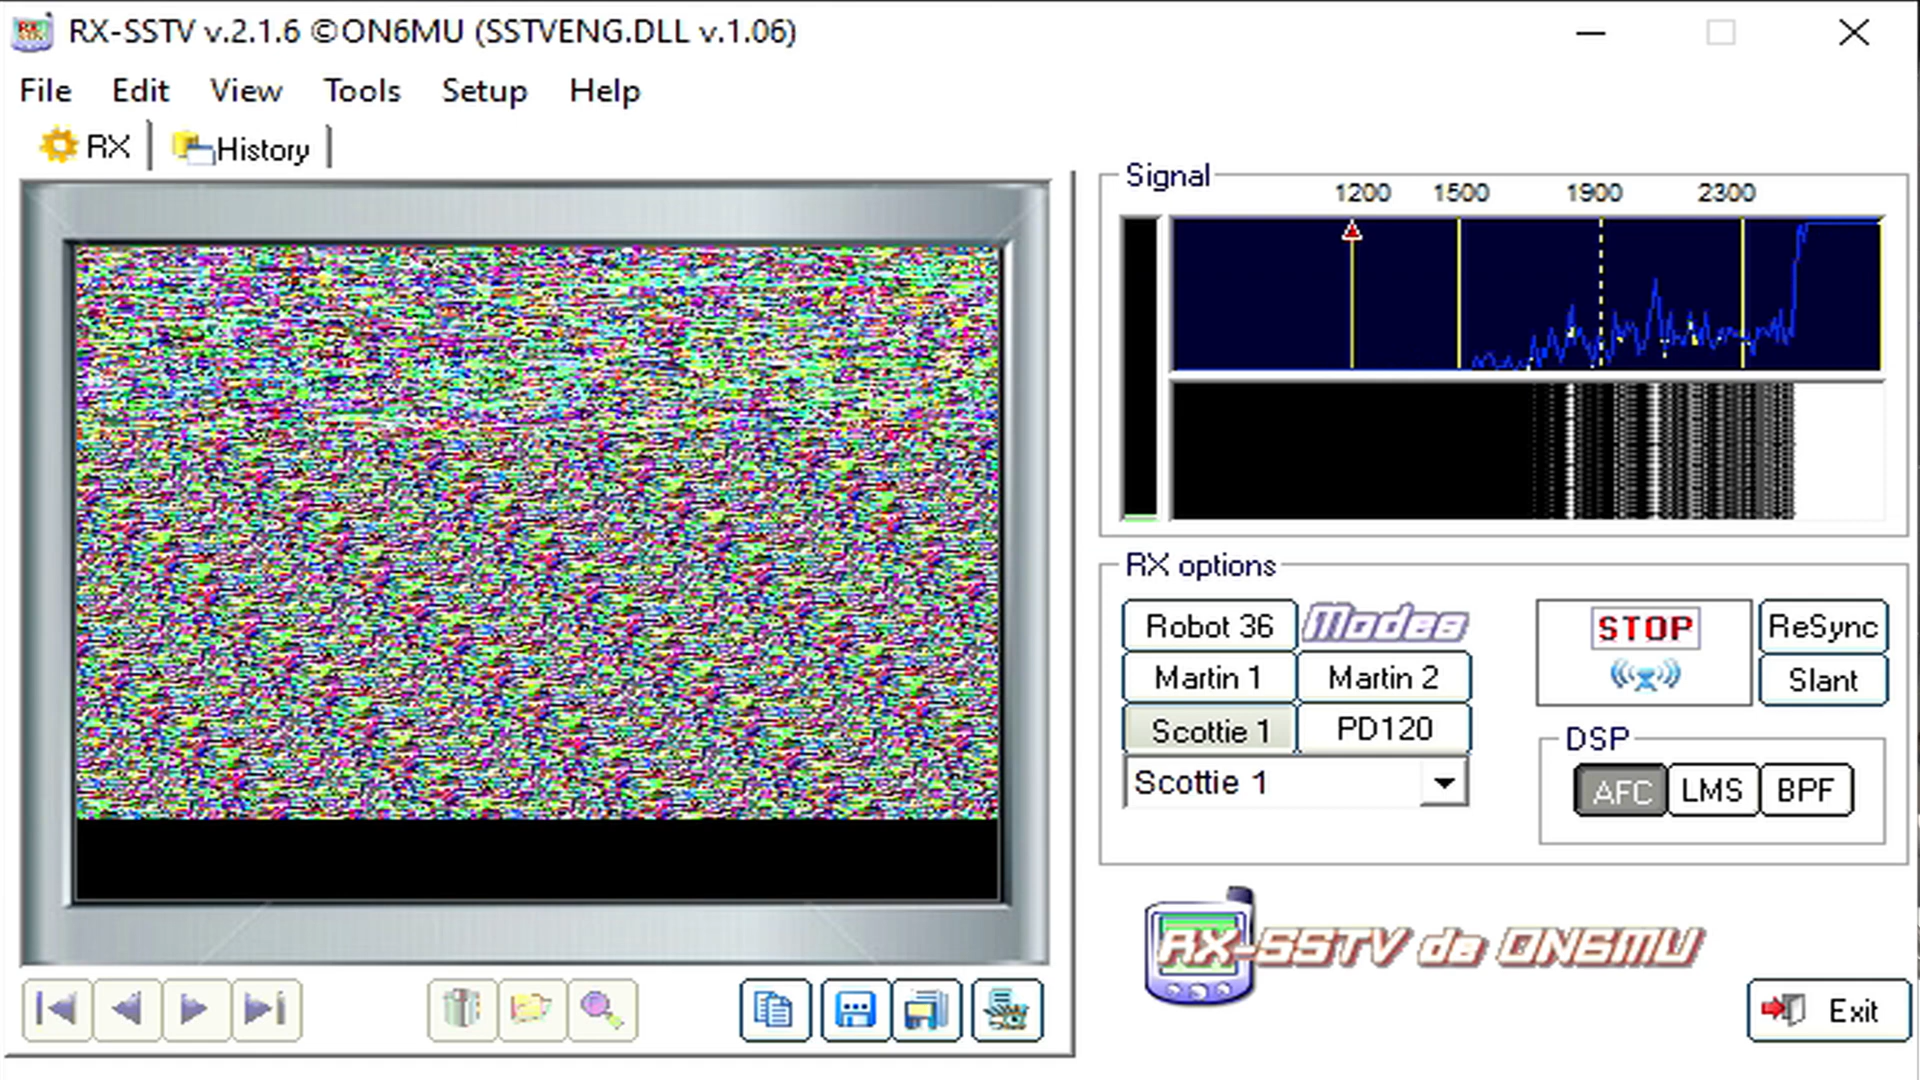 RX-SSTV v.2.1.6 ©ON6MU (SSTVENG.DLL v.1.06)
File Edit View Tools Setup Help
RX History
Signal
1200 1500 1900 2300
RX options
Robot 36 Modes
Martin 1 Martin 2
Scottie 1 PD120
Scottie 1
STOP ReSync
Slant
DSP
AFC LMS BPF
RX-SSTV de ON6MU
Exit